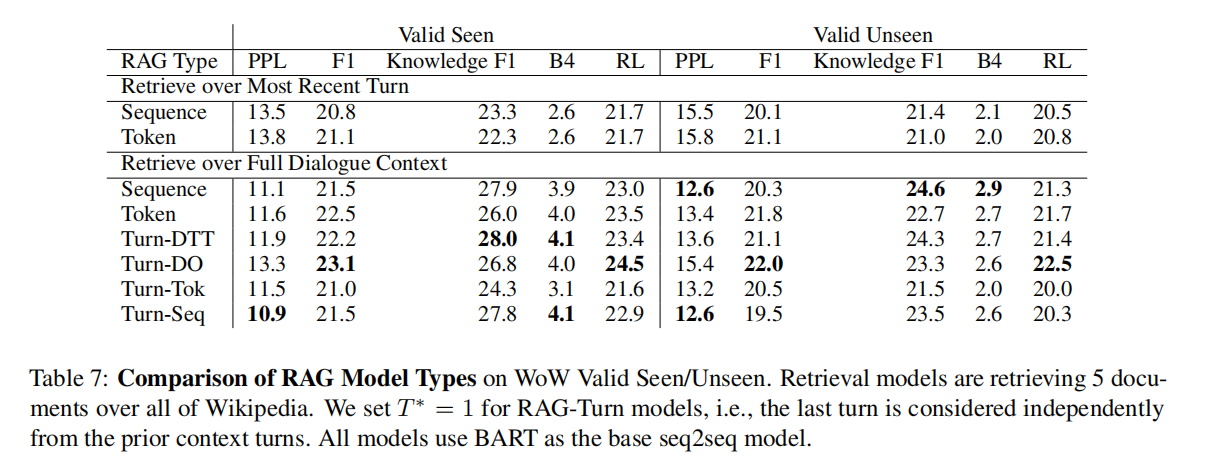 Valid Seen Valid Unseen
RAG Type PPL F1 Knowledge F1 B4 RL PPL F1 Knowledge F1 B4 RL
Retrieve over Most Recent Turn
Sequence 13.5 20.8 23.3 2.6 21.7 15.5 20.1 21.4 2.1 20.5
Token 13.8 21.1 22.3 2.6 21.7 15.8 21.1 21.0 2.0 20.8
Retrieve over Full Dialogue Context
Sequence 11.1 21.5 27.9 3.9 23.0 12.6 20.3 24.6 2.9 21.3
Token 11.6 22.5 26.0 4.0 23.5 13.4 21.8 22.7 2.7 21.7
Turn-DTT 11.9 22.2 28.0 4.1 23.4 13.6 21.1 24.3 2.7 21.4
Turn-DO 13.3 23.1 26.8 4.0 24.5 15.4 22.0 23.3 2.6 22.5
Turn-Tok 11.5 21.0 24.3 3.1 21.6 13.2 20.5 21.5 2.0 20.0
Turn-Seq 10.9 21.5 27.8 4.1 22.9 12.6 19.5 23.5 2.6 20.3
Table 7: Comparison of RAG Model Types on WoW Valid Seen/Unseen. Retrieval models are retrieving 5 docu-
ments over all of Wikipedia. We set T* = 1 for RAG-Turn models, i.e., the last turn is considered independently
from the prior context turns. All models use BART as the base seq2seq model.